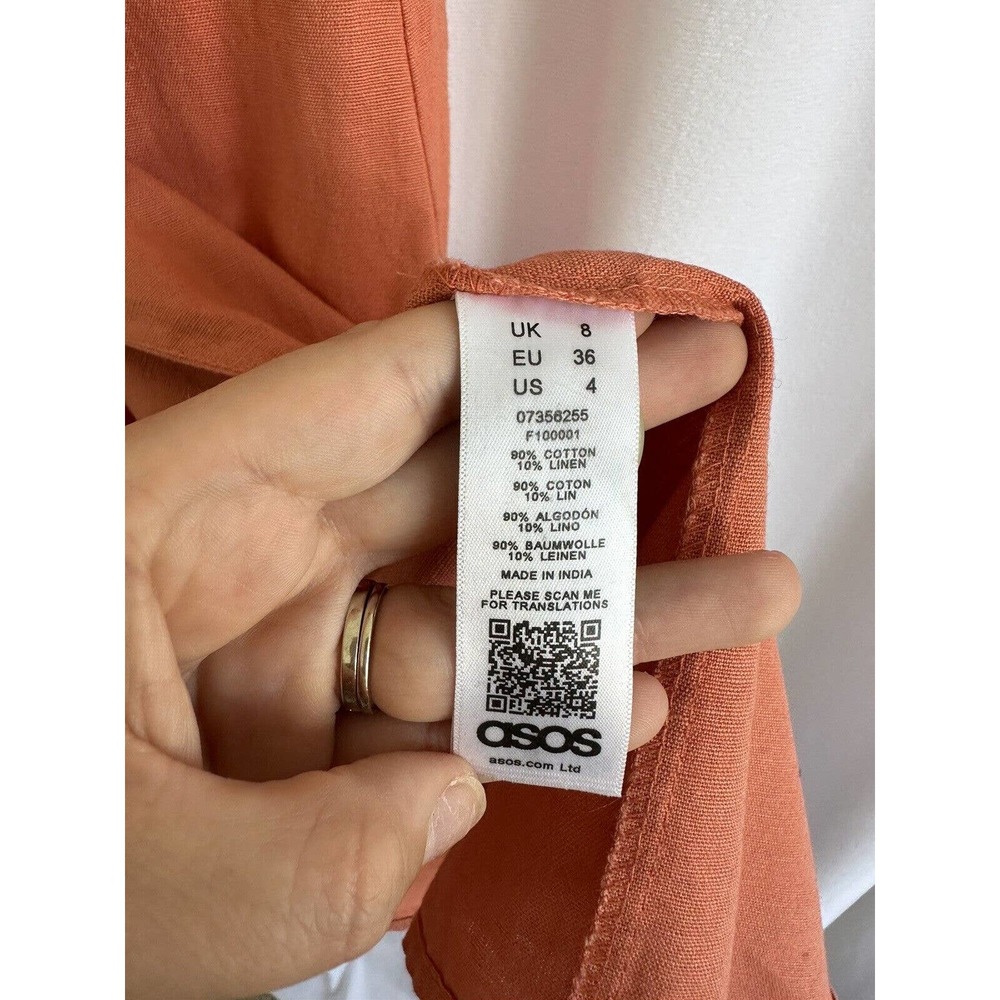 UK 8
EU 36
US 4
07356255
F100001
90% COTTON
10% LINEN
90% COTON
10% LIN
90% ALGODÓN
10% LINO
90% BAUMWOLLE
10% LEINEN
MADE IN INDIA
PLEASE SCAN ME
FOR TRANSLATIONS
asos
asos.com Ltd